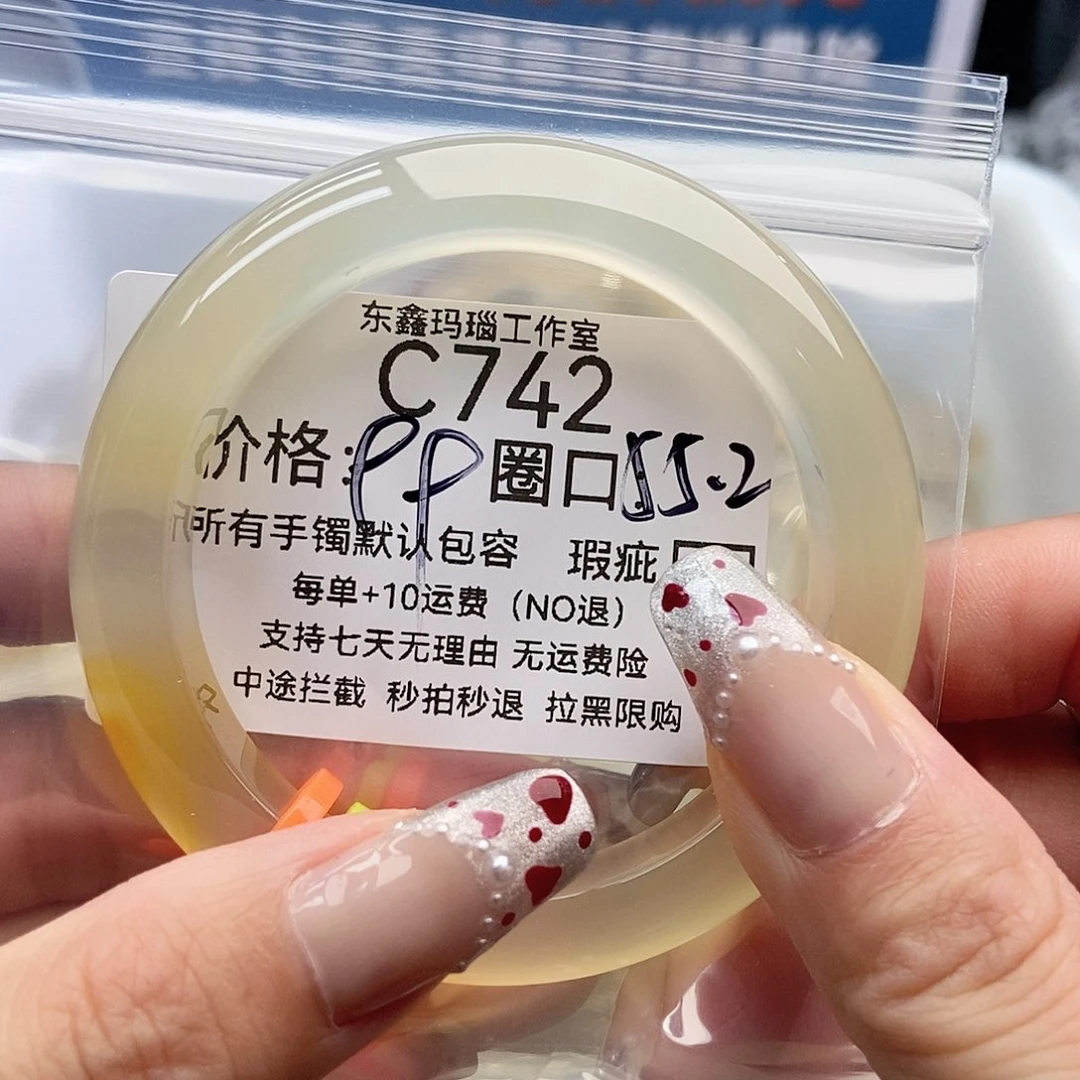 东鑫玛瑙工作室
C742
价格：PP 圈口55.2
所有手镯默认包容 瑕疵
每单+10运费（NO退）
支持七天无理由 无运费险
中途拦截 秒拍秒退 拉黑限购